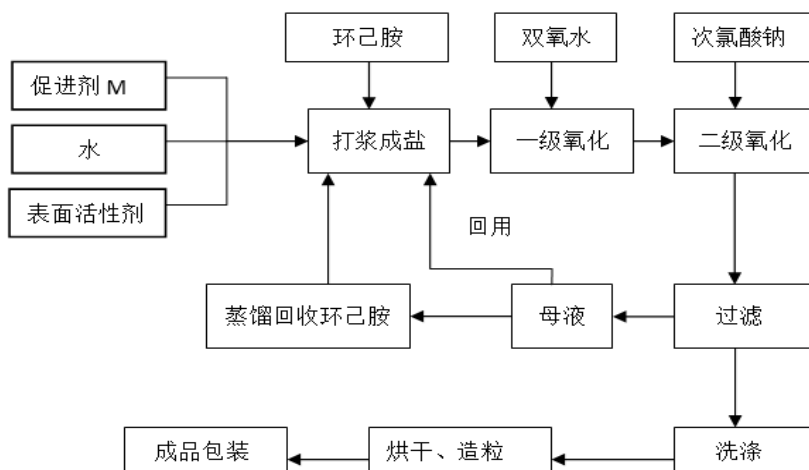 环己胺
双氧水
次氯酸钠
促进剂 M
水
表面活性剂
打浆成盐
一级氧化
二级氧化
回用
蒸馏回收环己胺
母液
过滤
成品包装
烘干、造粒
洗涤